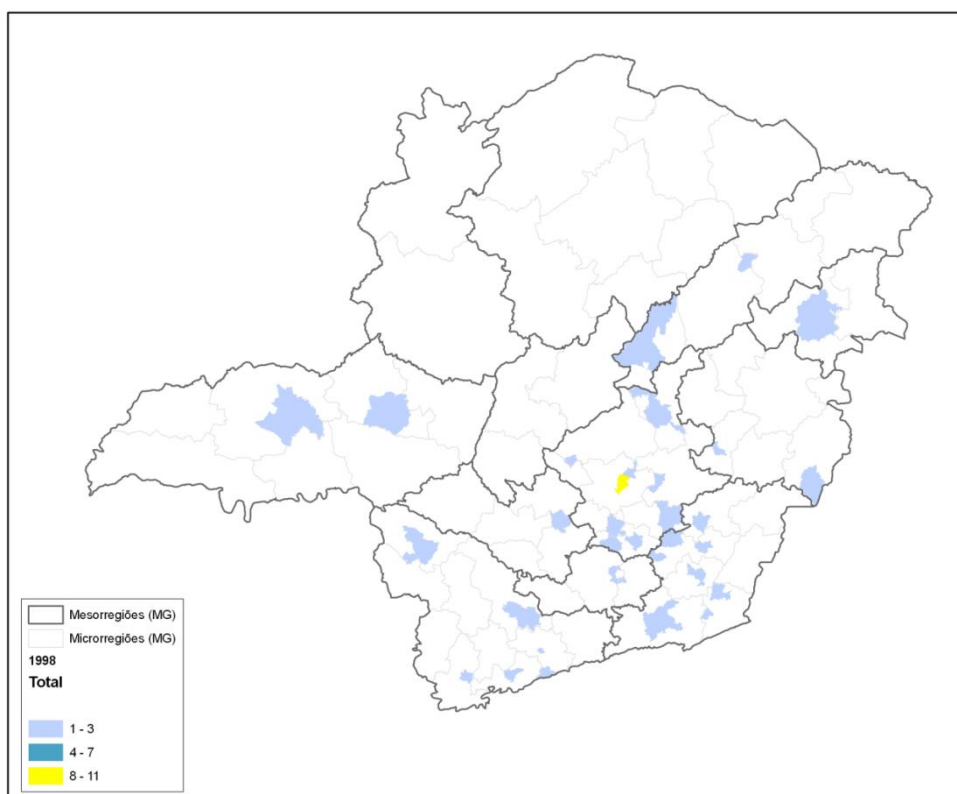 Mesorregiões (MG)
Microrregiões (MG)
1998
Total
1 - 3
4 - 7
8 - 11